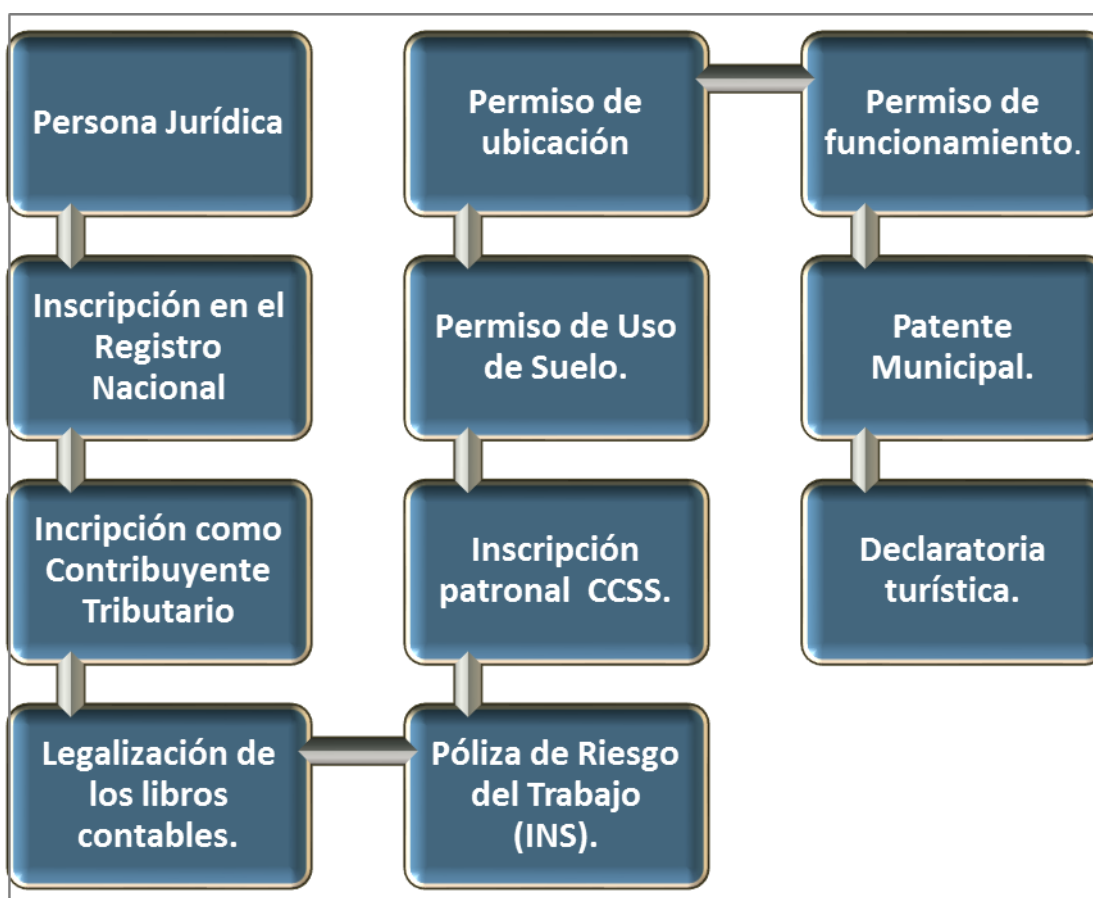 Persona Jurídica
Inscripción en el
Registro
Nacional
Incripción como
Contribuyente
Tributario
Legalización de
los libros
contables.
Póliza de Riesgo
del Trabajo
(INS).
Inscripción
patronal  CCSS.
Permiso de Uso
de Suelo.
Permiso de
ubicación
Permiso de
funcionamiento.
Patente
Municipal.
Declaratoria
turística.